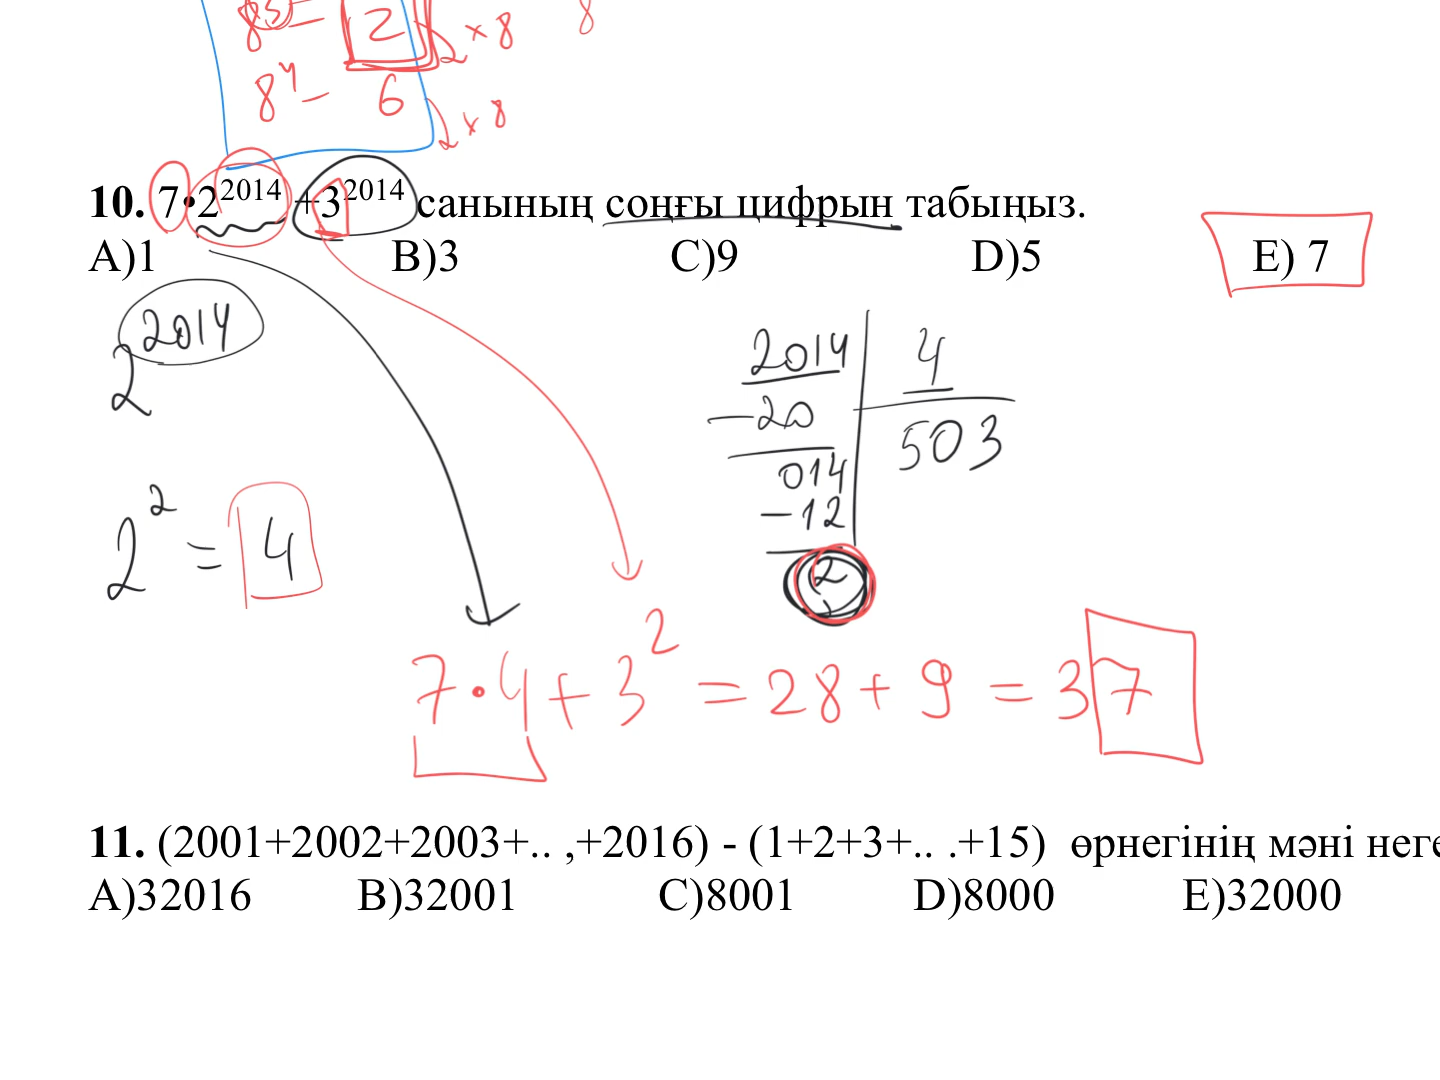 8³ = 2 2 × 8 8
8⁴ - 6 2 × 8
10. 7·2²⁰¹⁴ +3²⁰¹⁴ санының соңғы цифрын табыңыз.
A)1 B)3 C)9 D)5 E) 7
2²⁰¹⁴
2014 4
-20 503
014
-12
2
2² = 4
7·4+3² = 28+9 = 37
11. (2001+2002+2003+.. ,+2016) - (1+2+3+.. .+15) өрнегінің мәні неге
A)32016 B)32001 C)8001 D)8000 E)32000